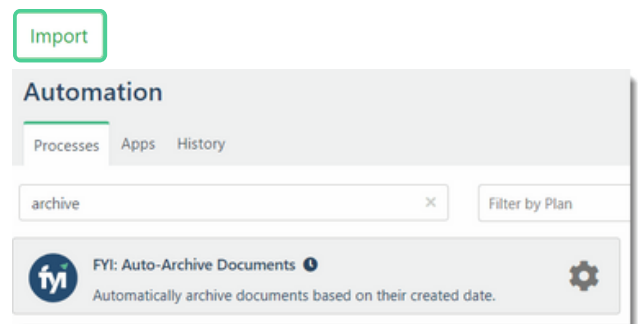 Import
Automation
Processes Apps History
archive Filter by Plan
fyi FYI: Auto-Archive Documents
Automatically archive documents based on their created date.